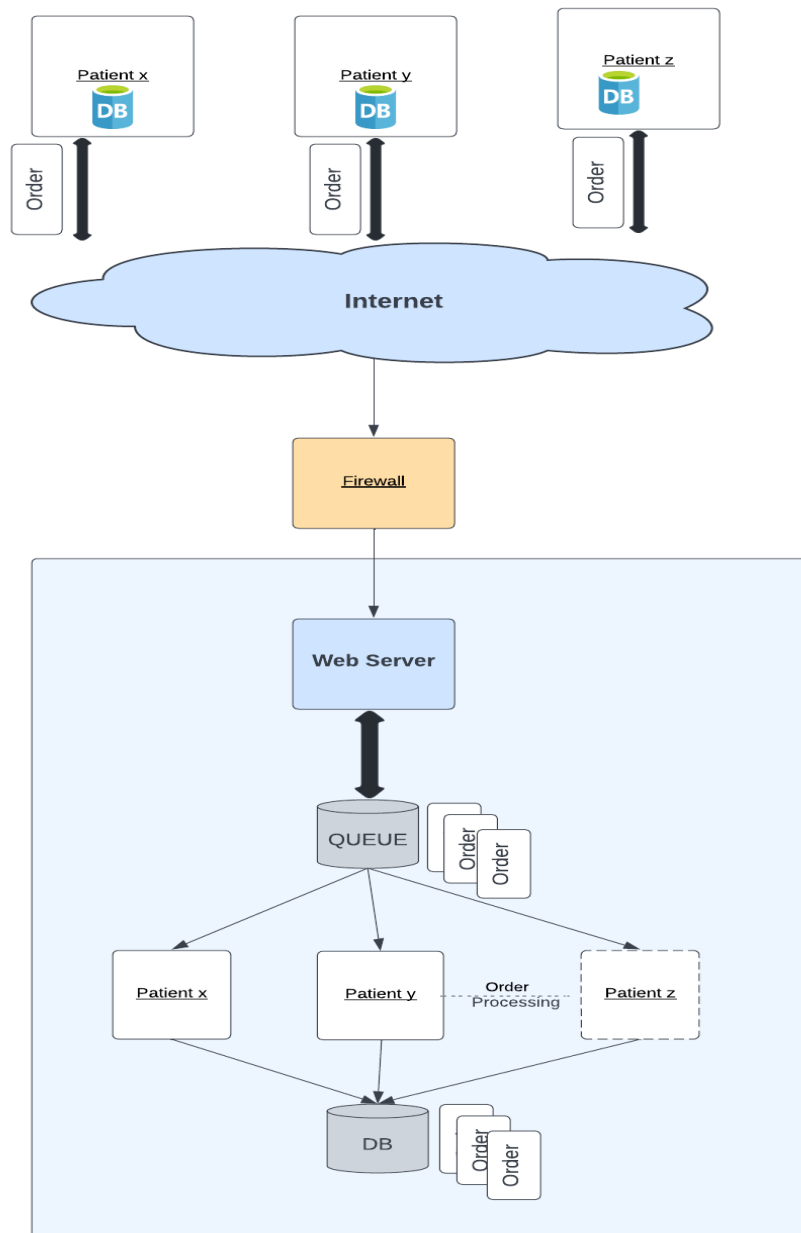 Patient x
DB
Patient y
DB
Patient z
DB
Order
Order
Order
Internet
Firewall
Web Server
QUEUE
Order
Order
Patient x
Patient y
Order
Processing
Patient z
DB
Order
Order